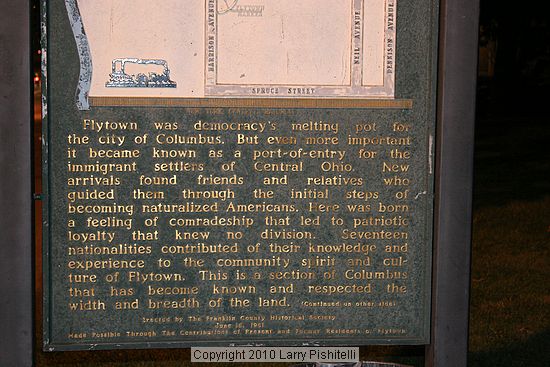 HARRISON AVENUE
FLYTOWN
MARKER
NEIL AVENUE
DENNISON AVENUE
SPRUCE STREET
Flytown was democracy's melting pot for
the city of Columbus. But even more important
it became known as a port-of-entry for the
immigrant settlers of Central Ohio. New
arrivals found friends and relatives who
guided them through the initial steps of
becoming naturalized Americans. Here was born
a feeling of comradeship that led to patriotic
loyalty that knew no division. Seventeen
nationalities contributed of their knowledge and
experience to the community spirit and cul-
ture of Flytown. This is a section of Columbus
that has become known and respected the
width and breadth of the land. (Continued on other side)
Erected by The Franklin County Historical Society
June 16, 1961
Made Possible Through The Contributions of Present and Former Residents of Flytown
Copyright 2010 Larry Pishitelli